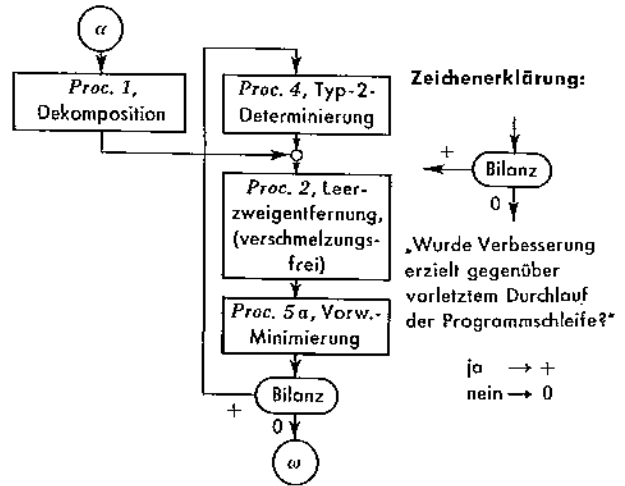 α
Proc. 1,
Dekomposition
Proc. 4, Typ-2-
Determinierung
Proc. 2, Leer-
zweigentfernung,
(verschmelzungs-
frei)
Proc. 5a, Vorw.-
Minimierung
Bilanz
+
0
ω
Zeichenerklärung:
+
Bilanz
0
„Wurde Verbesserung
erzielt gegenüber
vorletztem Durchlauf
der Programmschleife?“
ja → +
nein → 0